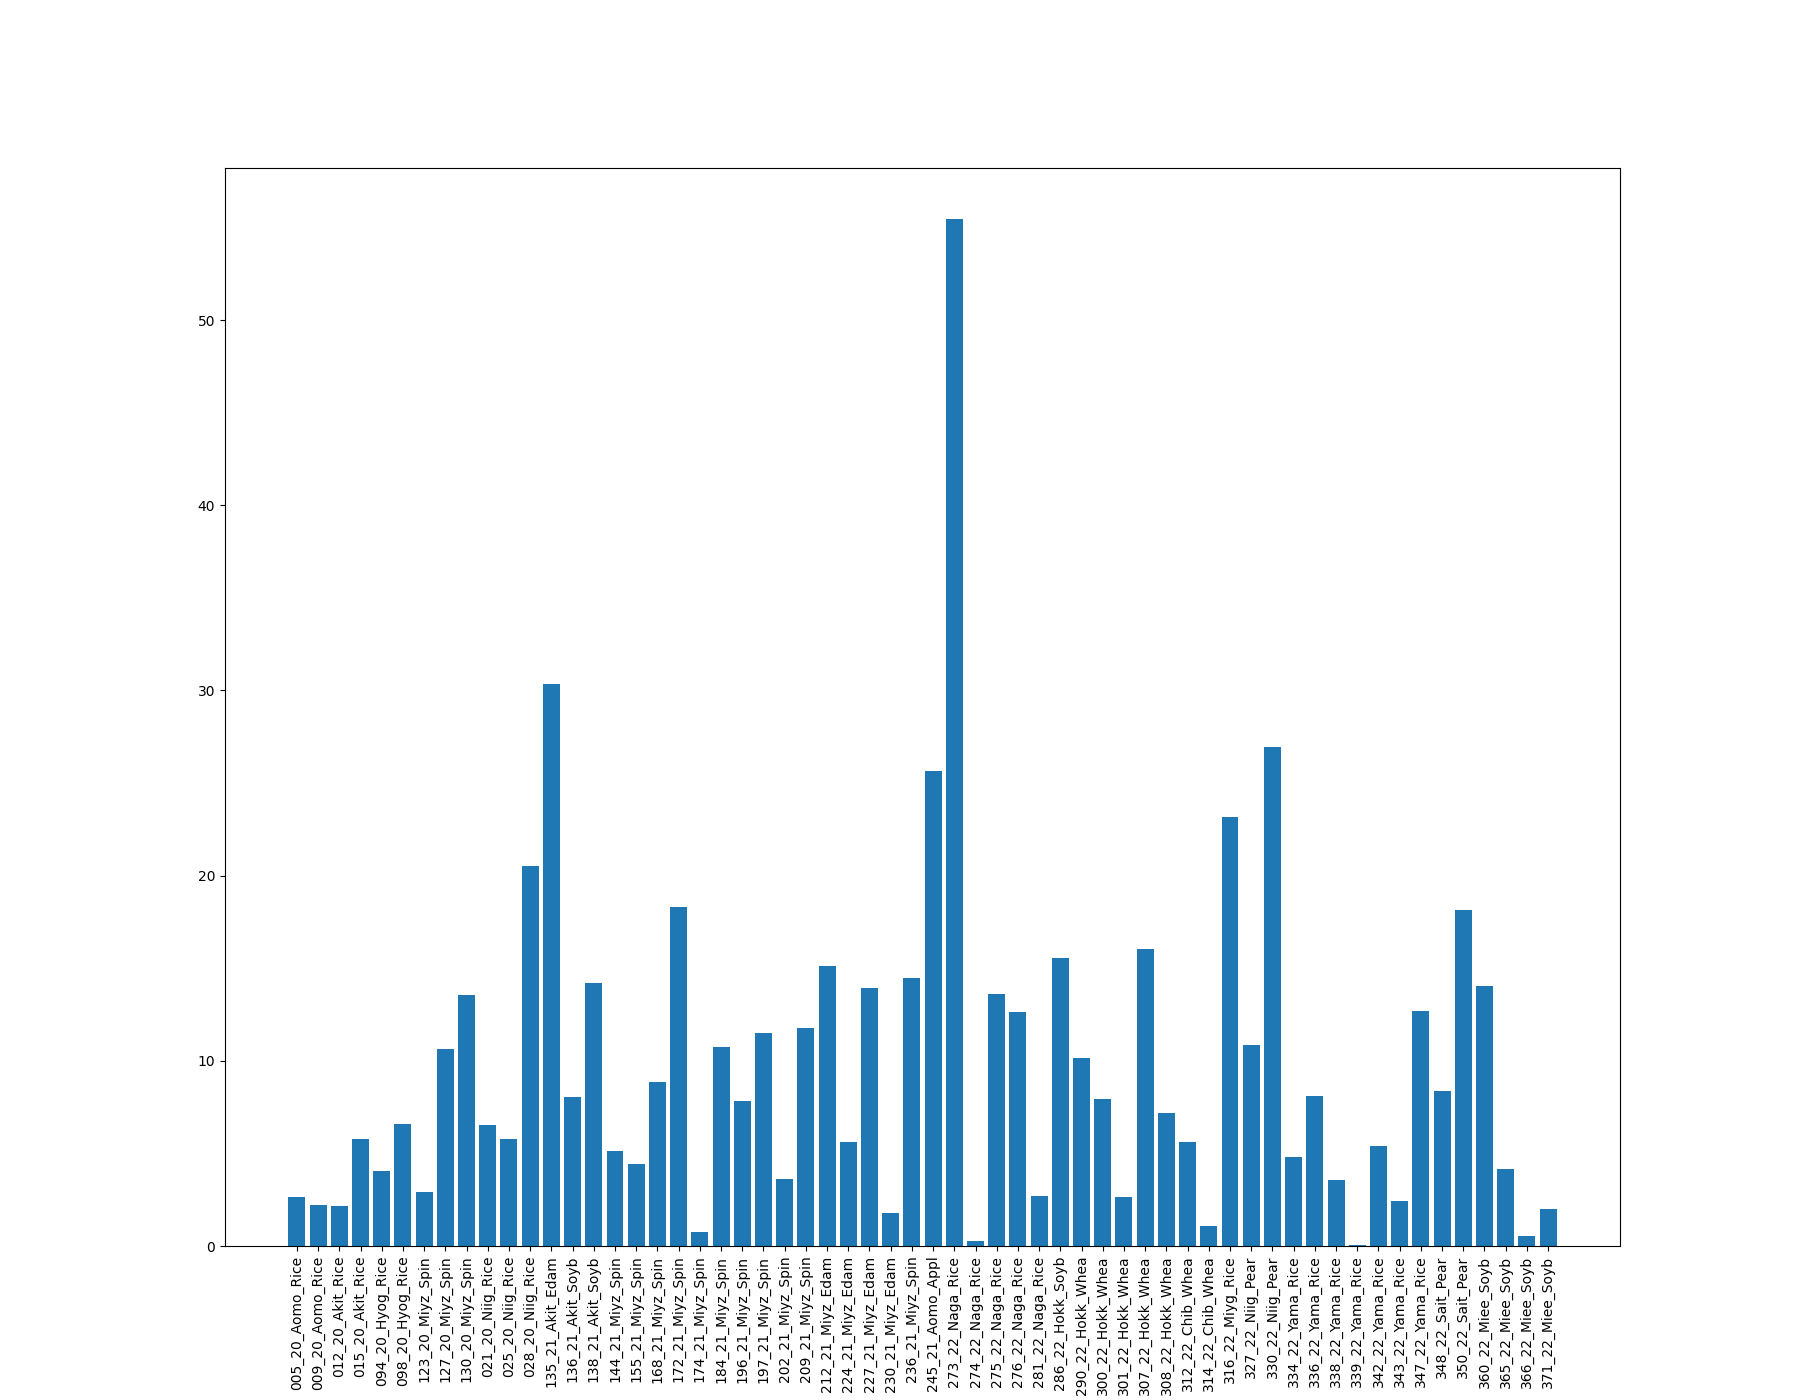 50
40
30
20
10
0
005_20_Aomo_Rice
009_20_Aomo_Rice
012_20_Akit_Rice
015_20_Akit_Rice
094_20_Hyog_Rice
098_20_Hyog_Rice
123_20_Miyz_Spin
127_20_Miyz_Spin
130_20_Miyz_Spin
021_20_Niig_Rice
025_20_Niig_Rice
028_20_Niig_Rice
135_21_Akit_Edam
136_21_Akit_Soyb
138_21_Akit_Soyb
144_21_Miyz_Spin
155_21_Miyz_Spin
168_21_Miyz_Spin
172_21_Miyz_Spin
174_21_Miyz_Spin
184_21_Miyz_Spin
196_21_Miyz_Spin
197_21_Miyz_Spin
202_21_Miyz_Spin
209_21_Miyz_Spin
212_21_Miyz_Edam
224_21_Miyz_Edam
227_21_Miyz_Edam
230_21_Miyz_Edam
236_21_Miyz_Spin
245_21_Aomo_Appl
273_22_Naga_Rice
274_22_Naga_Rice
275_22_Naga_Rice
276_22_Naga_Rice
281_22_Naga_Rice
286_22_Hokk_Soyb
290_22_Hokk_Whea
300_22_Hokk_Whea
301_22_Hokk_Whea
307_22_Hokk_Whea
308_22_Hokk_Whea
312_22_Chib_Whea
314_22_Chib_Whea
316_22_Miyg_Rice
327_22_Niig_Pear
330_22_Niig_Pear
334_22_Yama_Rice
336_22_Yama_Rice
338_22_Yama_Rice
339_22_Yama_Rice
342_22_Yama_Rice
343_22_Yama_Rice
347_22_Yama_Rice
348_22_Sait_Pear
350_22_Sait_Pear
360_22_Miee_Soyb
365_22_Miee_Soyb
366_22_Miee_Soyb
371_22_Miee_Soyb